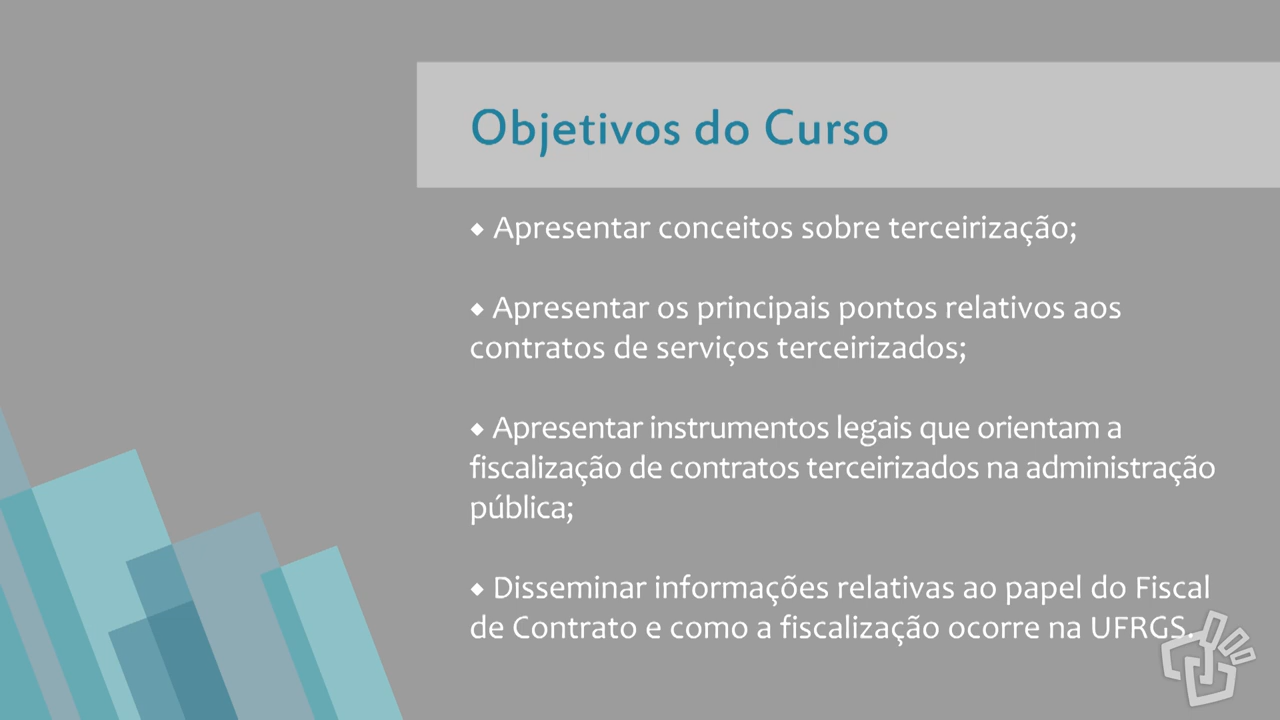 Objetivos do Curso
◆ Apresentar conceitos sobre terceirização;
◆ Apresentar os principais pontos relativos aos
contratos de serviços terceirizados;
◆ Apresentar instrumentos legais que orientam a
fiscalização de contratos terceirizados na administração
pública;
◆ Disseminar informações relativas ao papel do Fiscal
de Contrato e como a fiscalização ocorre na UFRGS.